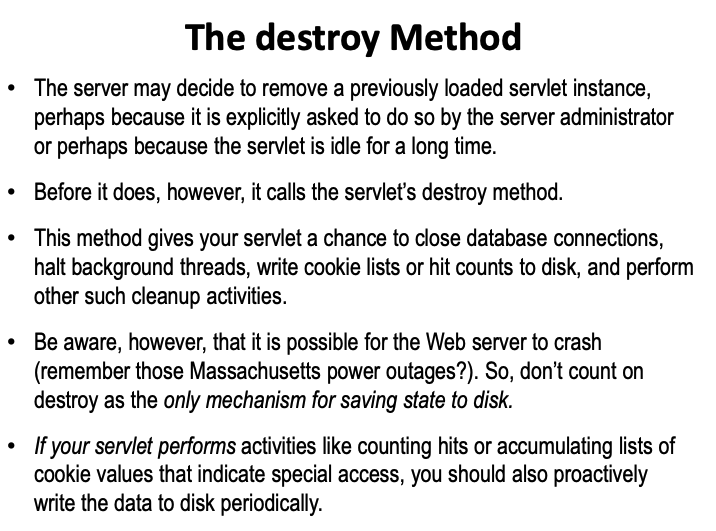 The destroy Method
• The server may decide to remove a previously loaded servlet instance,
perhaps because it is explicitly asked to do so by the server administrator
or perhaps because the servlet is idle for a long time.
• Before it does, however, it calls the servlet’s destroy method.
• This method gives your servlet a chance to close database connections,
halt background threads, write cookie lists or hit counts to disk, and perform
other such cleanup activities.
• Be aware, however, that it is possible for the Web server to crash
(remember those Massachusetts power outages?). So, don’t count on
destroy as the only mechanism for saving state to disk.
• If your servlet performs activities like counting hits or accumulating lists of
cookie values that indicate special access, you should also proactively
write the data to disk periodically.